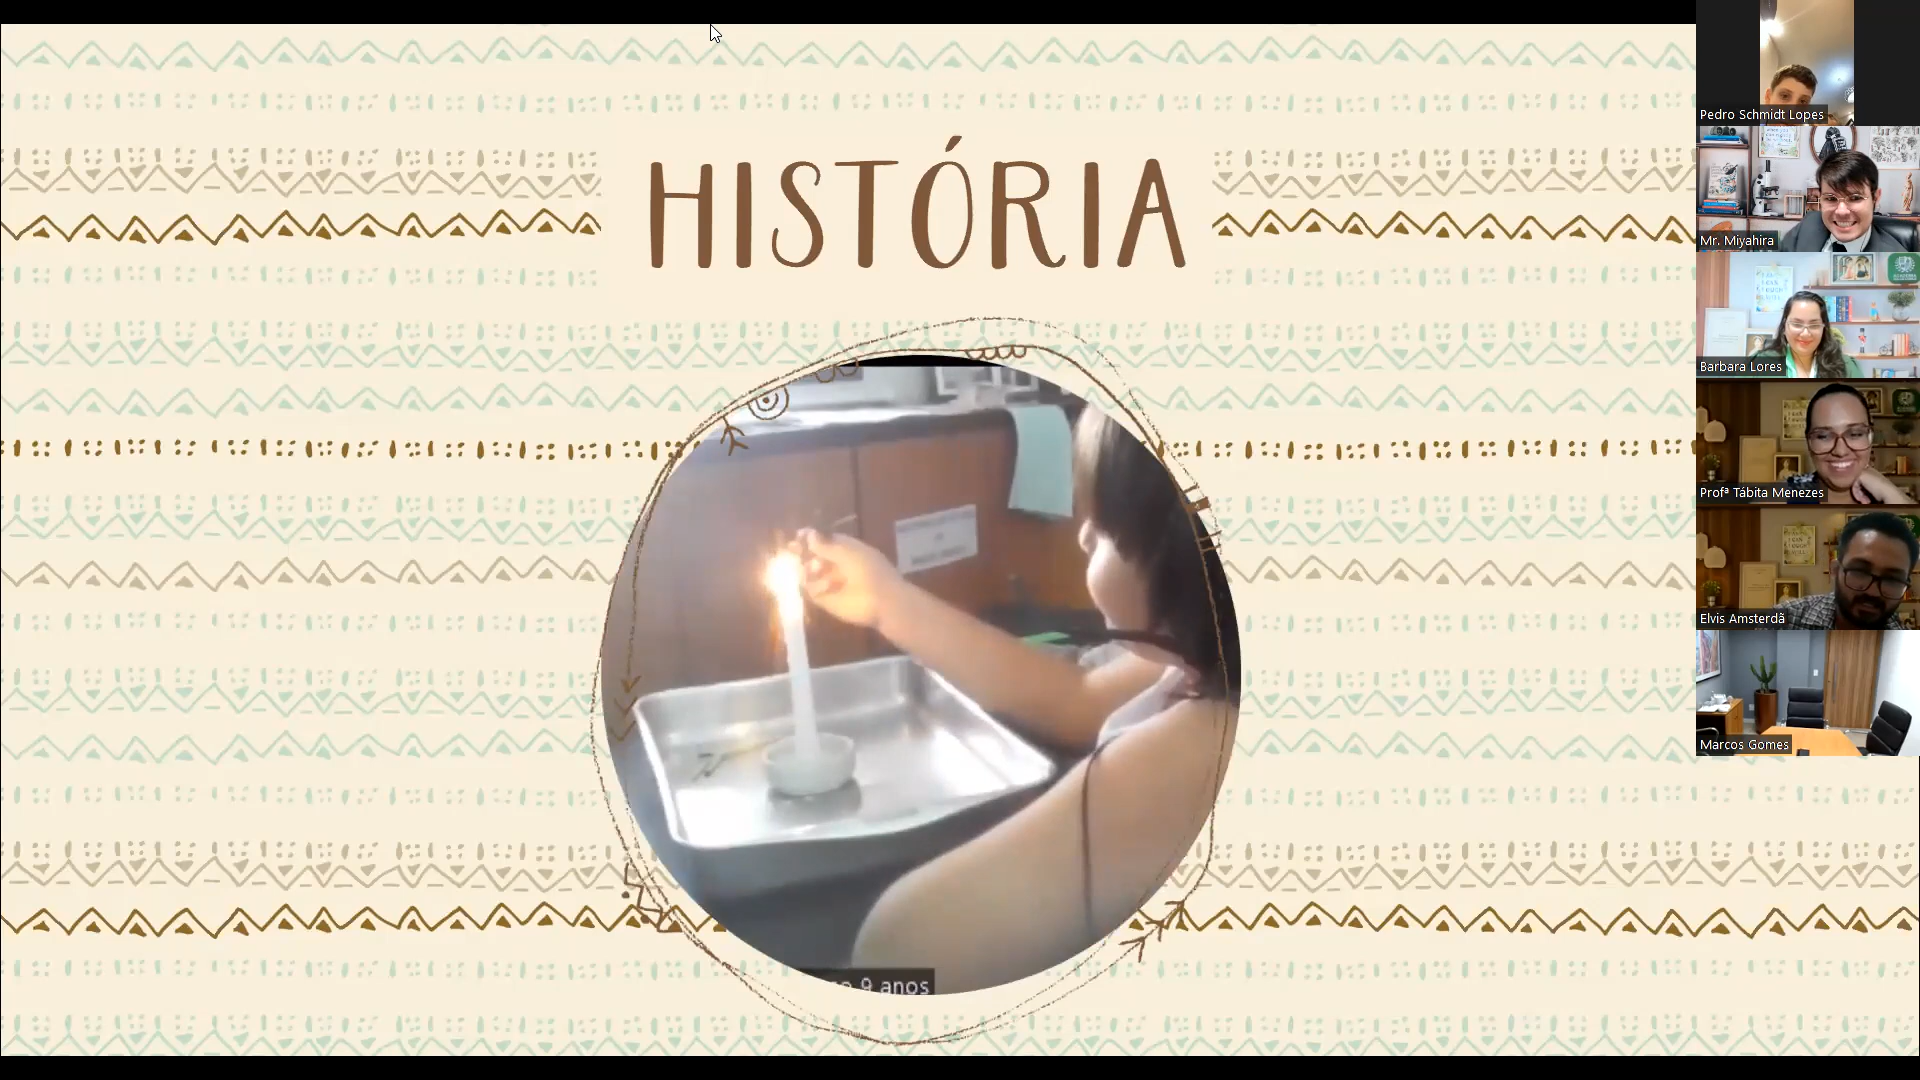 HISTÓRIA
9 anos
Pedro Schmidt Lopes
Mr. Miyahira
Barbara Lores
Profª Tábita Menezes
Elvis Amsterdã
Marcos Gomes